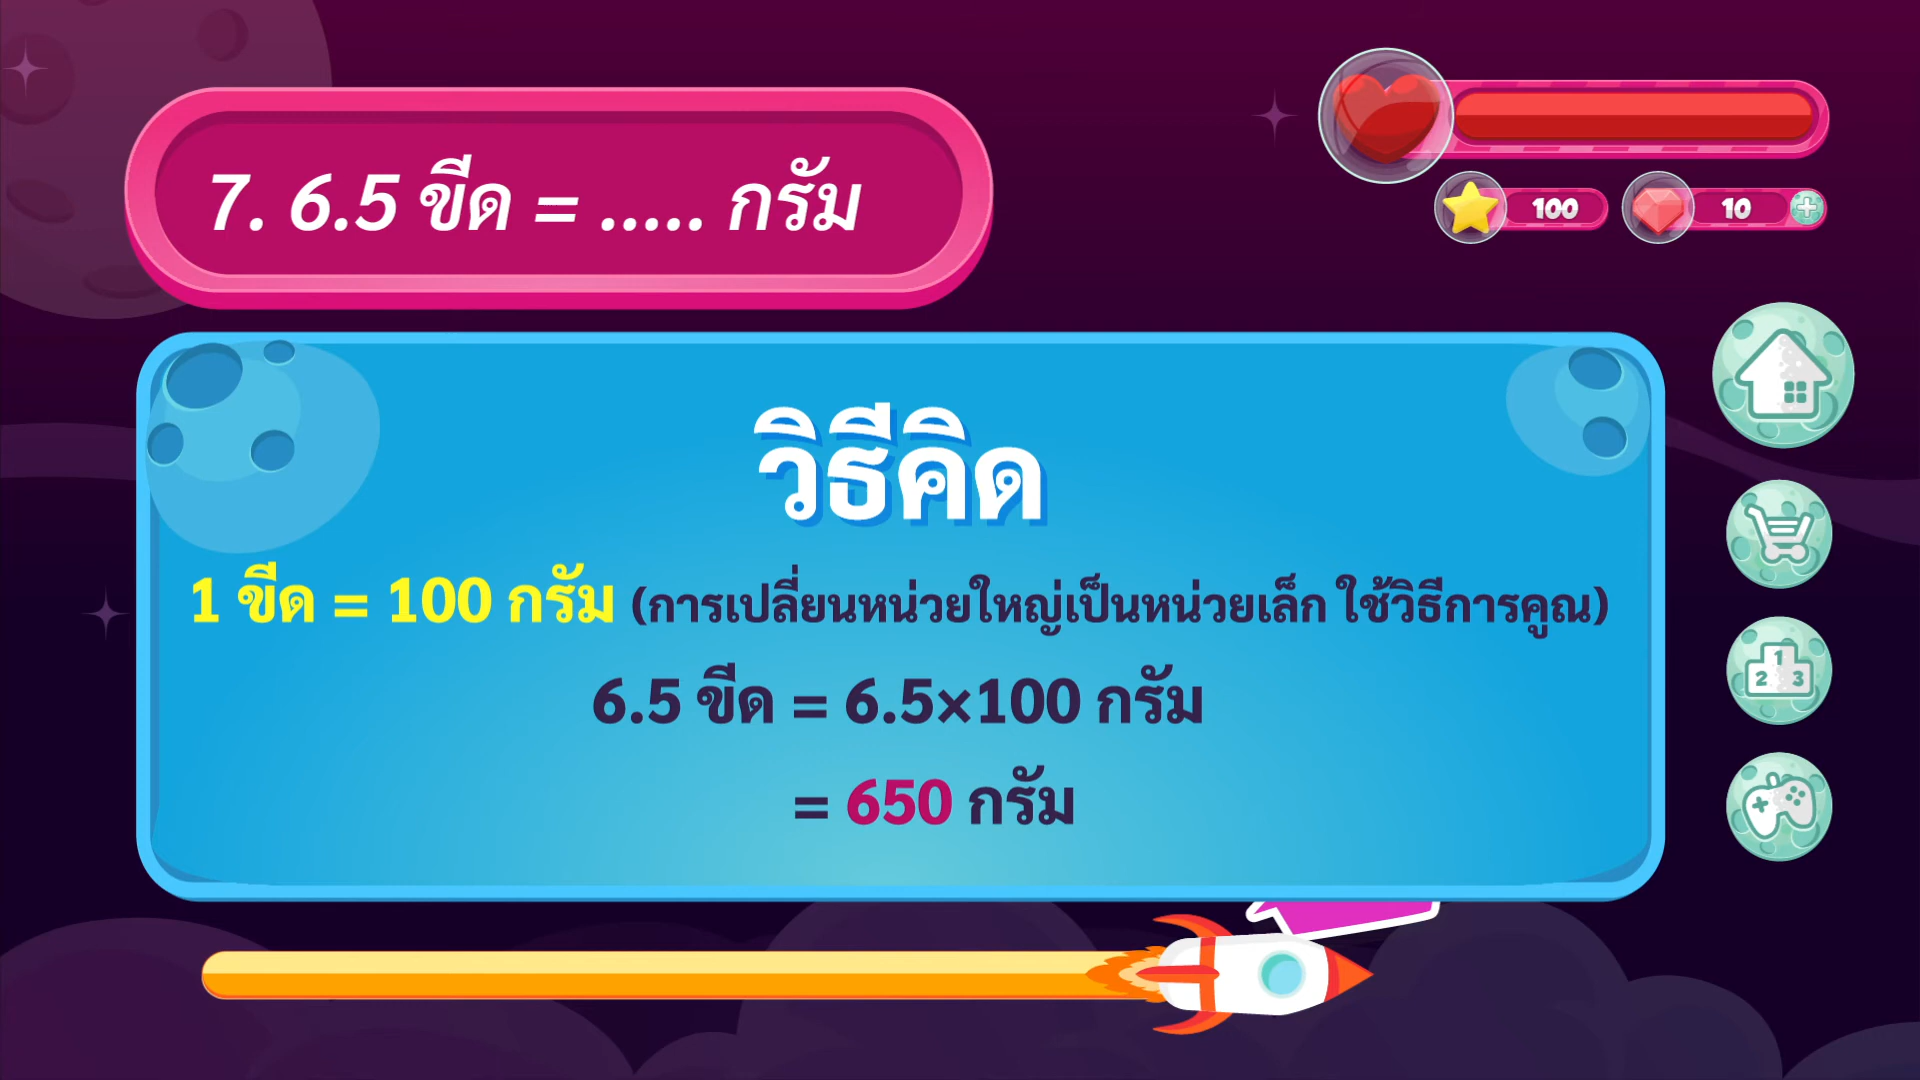 7. 6.5 ขีด = ..... กรัม
100
10
วิธีคิด
1 ขีด = 100 กรัม (การเปลี่ยนหน่วยใหญ่เป็นหน่วยเล็ก ใช้วิธีการคูณ)
6.5 ขีด = 6.5×100 กรัม
= 650 กรัม
1
2 3